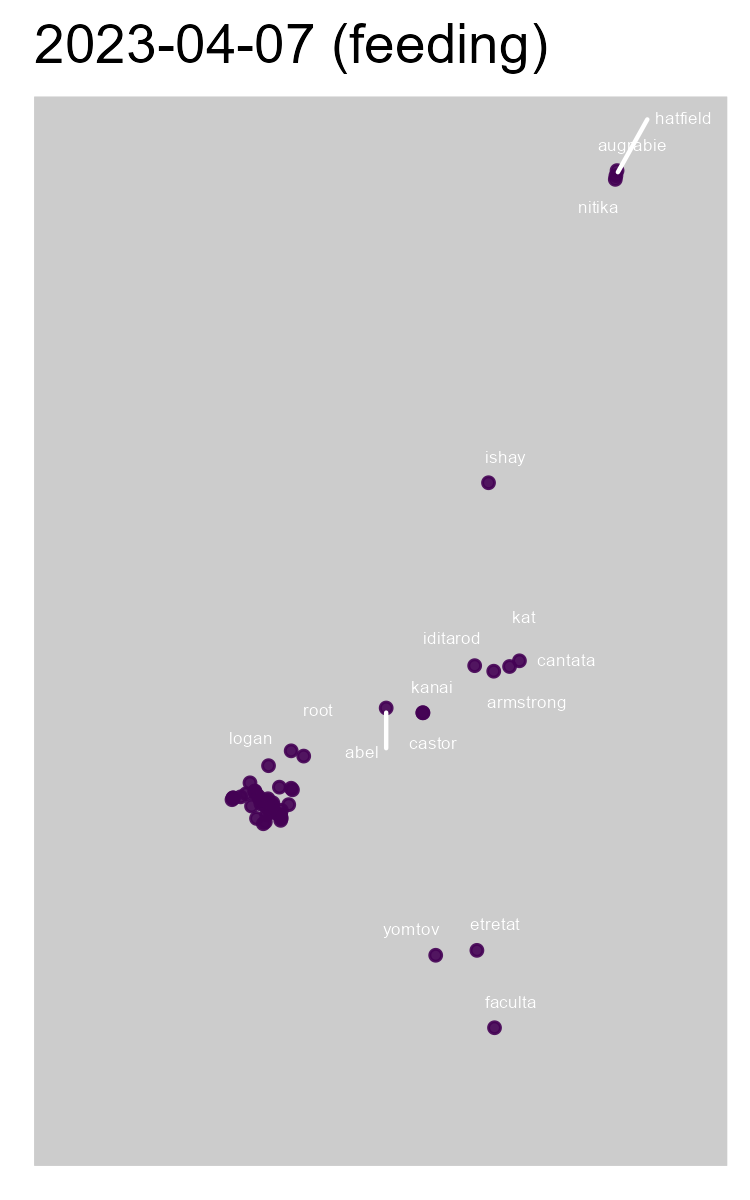 2023-04-07 (feeding)
hatfield
augrabie
nitika
ishay
kat
iditarod
cantata
kanai
armstrong
root
logan
castor
abel
etretat
yomtov
faculta